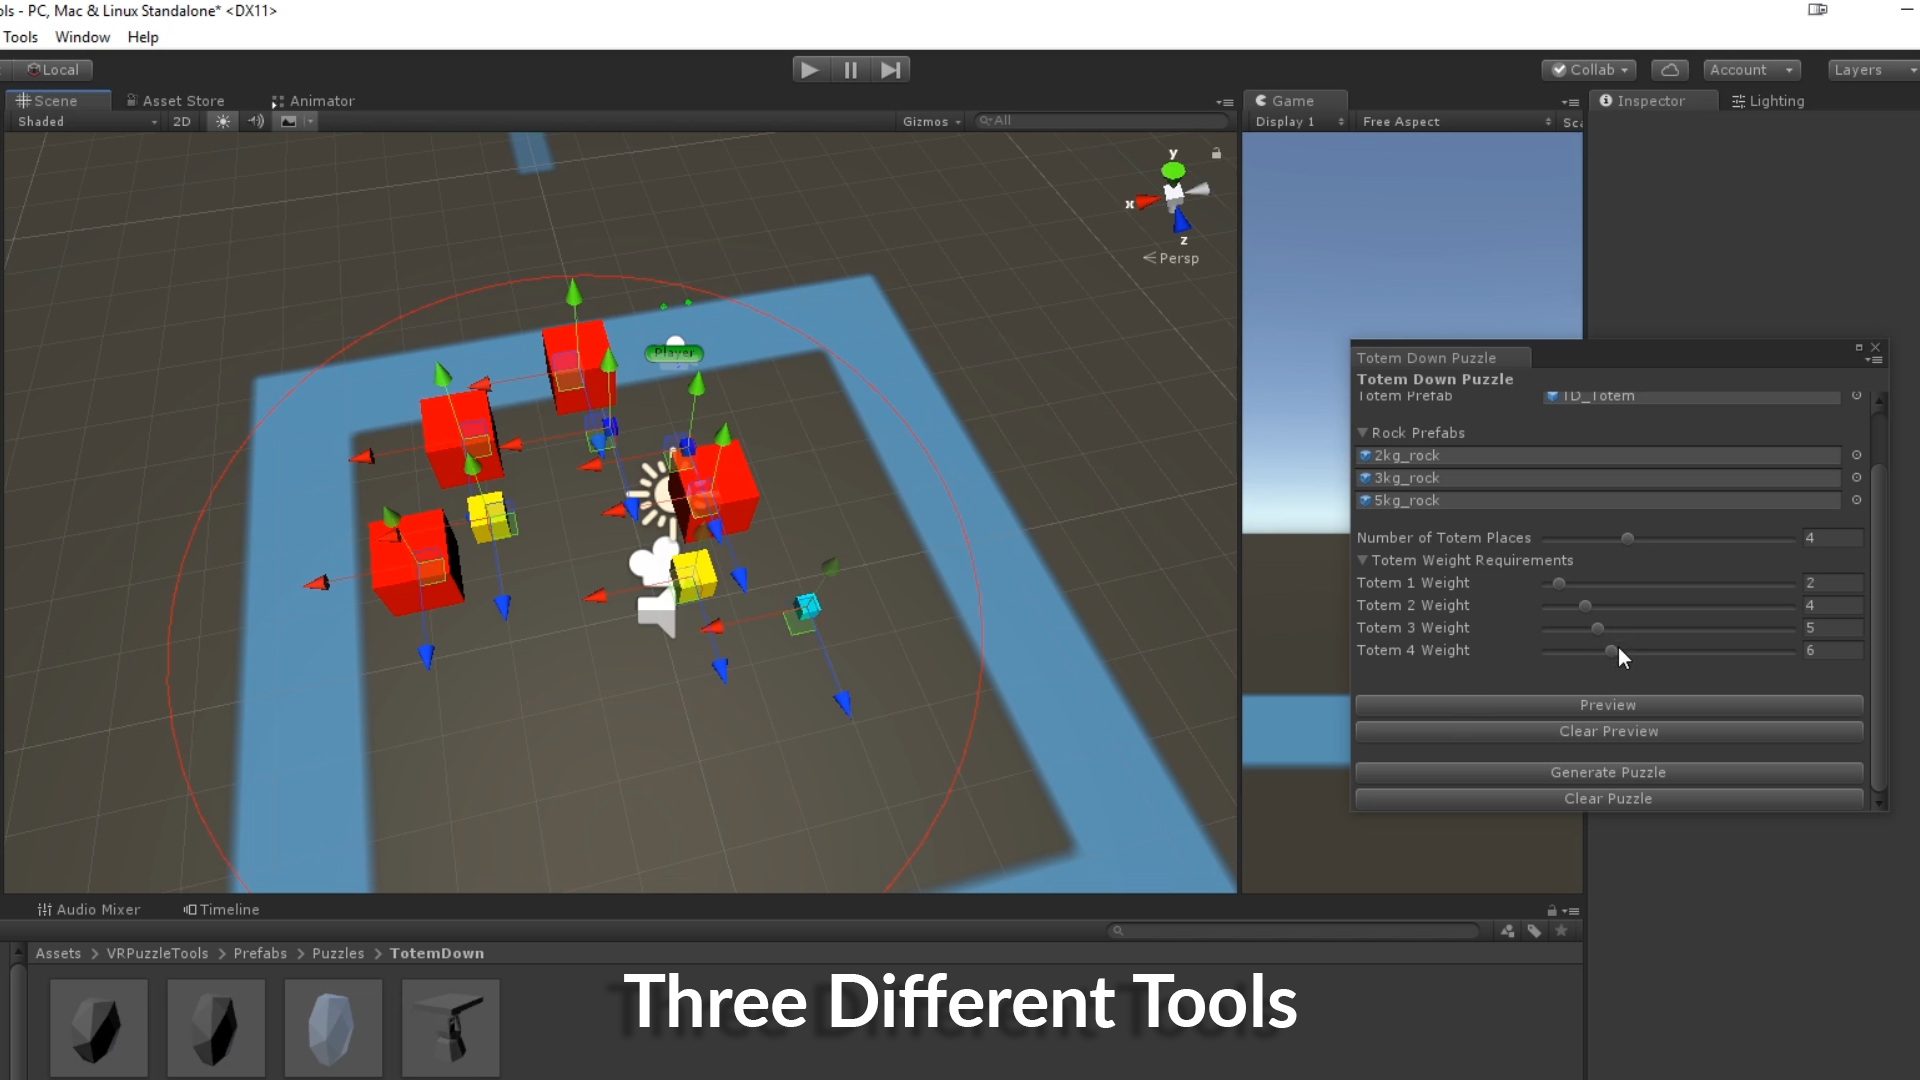 ols - PC, Mac & Linux Standalone* <DX11>
Tools Window Help
Local
Collab Account Layers
Scene Asset Store Animator
Game
Inspector Lighting
Shaded 2D Gizmos All
Display 1 Free Aspect Sca
y
x
z
Persp
Player
Totem Down Puzzle
Totem Down Puzzle
Totem Prefab TD_Totem
Rock Prefabs
2kg_rock
3kg_rock
5kg_rock
Number of Totem Places 4
Totem Weight Requirements
Totem 1 Weight 2
Totem 2 Weight 4
Totem 3 Weight 5
Totem 4 Weight 6
Preview
Clear Preview
Generate Puzzle
Clear Puzzle
Audio Mixer Timeline
Assets > VRPuzzleTools > Prefabs > Puzzles > TotemDown
Three Different Tools